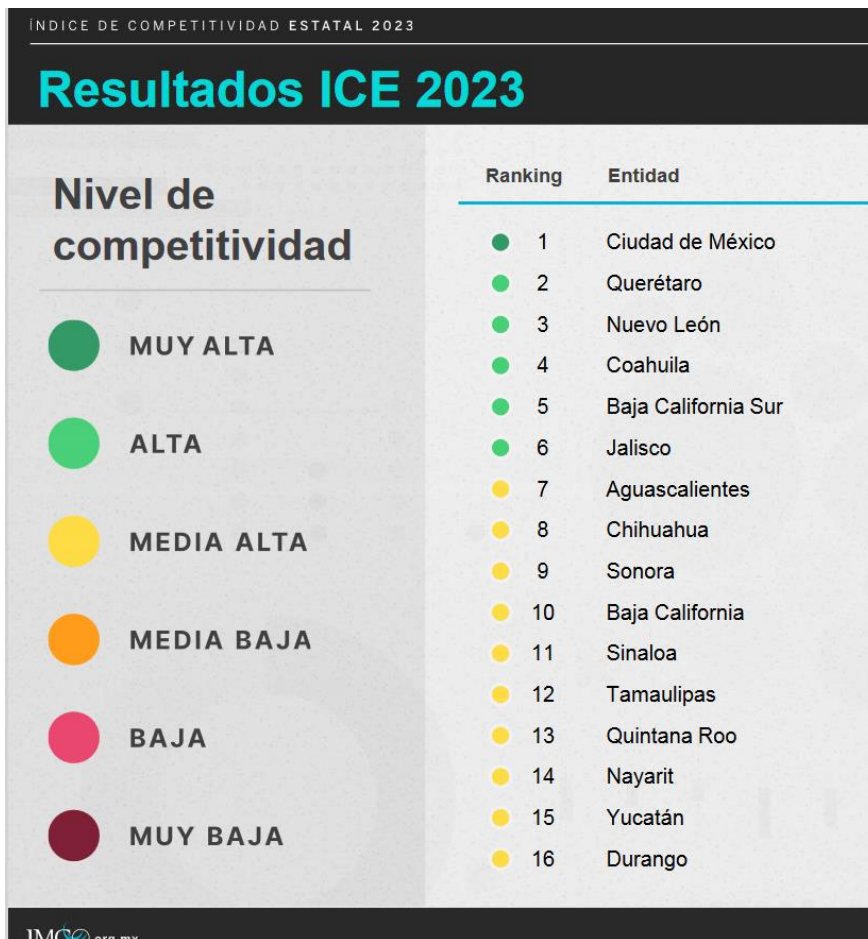 ÍNDICE DE COMPETITIVIDAD ESTATAL 2023
Resultados ICE 2023
Nivel de
competitividad
MUY ALTA
ALTA
MEDIA ALTA
MEDIA BAJA
BAJA
MUY BAJA
Ranking Entidad
1 Ciudad de México
2 Querétaro
3 Nuevo León
4 Coahuila
5 Baja California Sur
6 Jalisco
7 Aguascalientes
8 Chihuahua
9 Sonora
10 Baja California
11 Sinaloa
12 Tamaulipas
13 Quintana Roo
14 Nayarit
15 Yucatán
16 Durango
IMCO.org.mx